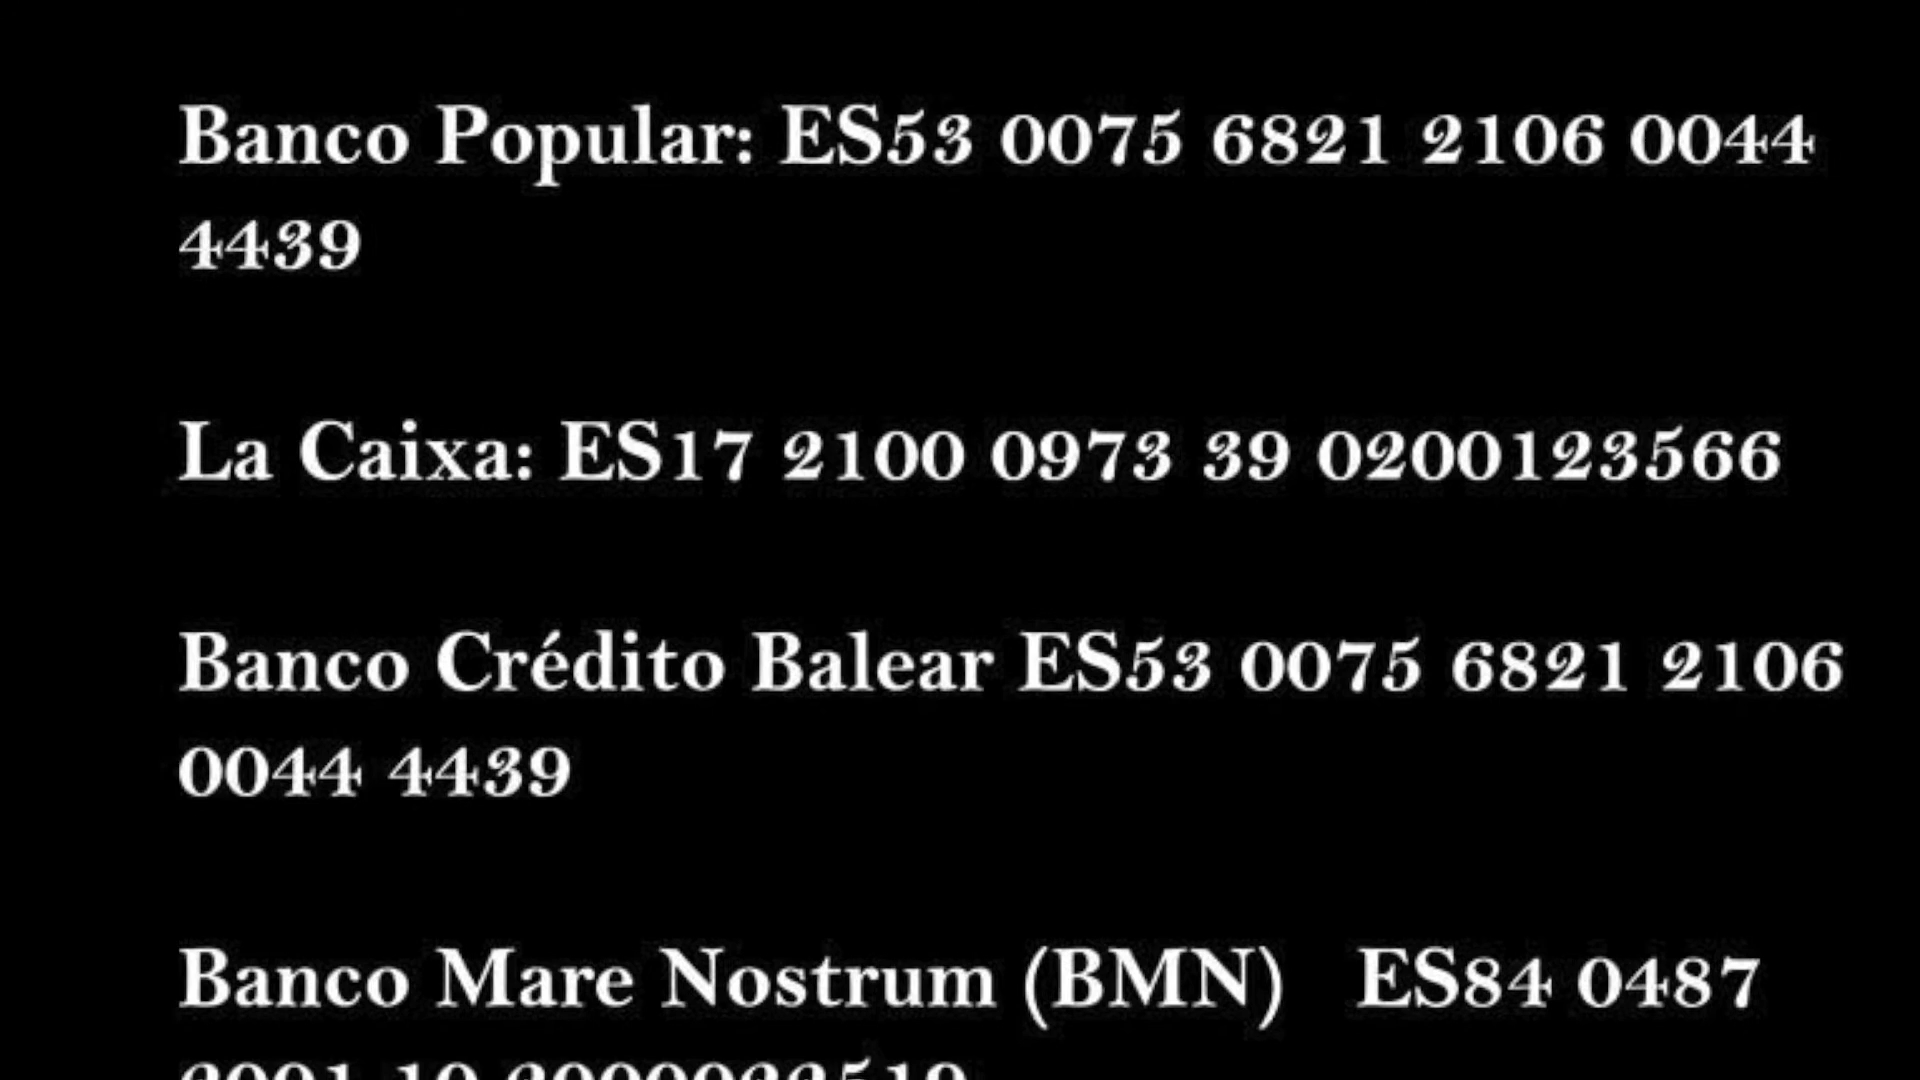 Banco Popular: ES53 0075 6821 2106 0044
4439
La Caixa: ES17 2100 0973 39 0200123566
Banco Crédito Balear ES53 0075 6821 2106
0044 4439
Banco Mare Nostrum (BMN) ES84 0487